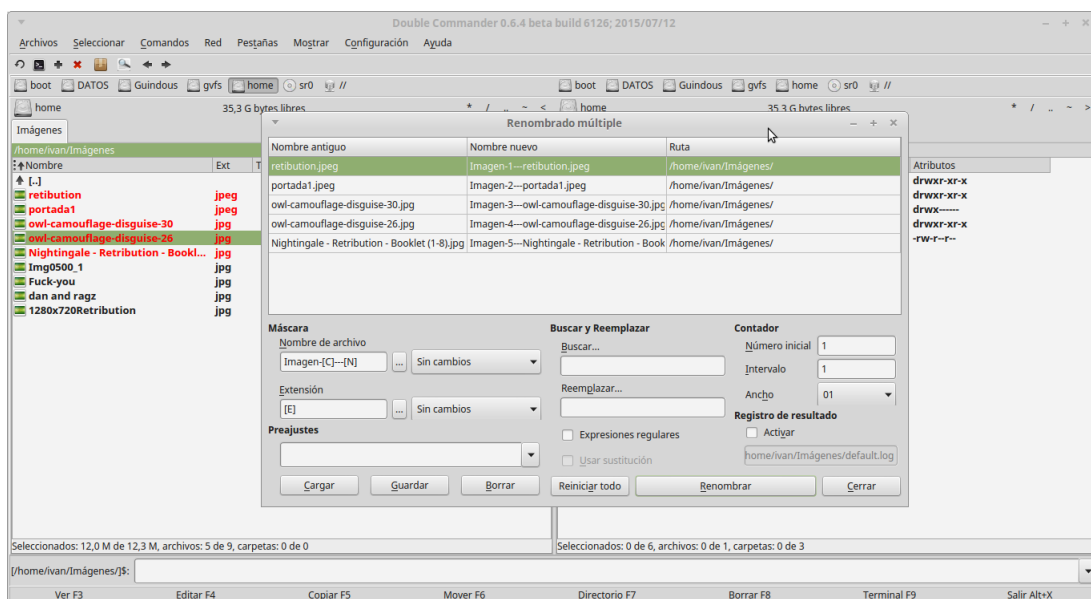 Double Commander 0.6.4 beta build 6126; 2015/07/12
Archivos Seleccionar Comandos Red Pestañas Mostrar Configuración Ayuda
boot DATOS Guindous gvfs home sr0 //
boot DATOS Guindous gvfs home sr0 //
home 35,3 G bytes libres * / .. ~ <
home 35,3 G bytes libres * / .. ~ >
Imágenes
/home/ivan/Imágenes
Nombre Ext T
[..]
retibution jpeg
portada1 jpeg
owl-camouflage-disguise-30 jpg
owl-camouflage-disguise-26 jpg
Nightingale - Retribution - Bookl... jpg
Img0500_1 jpg
Fuck-you jpg
dan and ragz jpg
1280x720Retribution jpg
Atributos
drwxr-xr-x
drwxr-xr-x
drwx------
drwxr-xr-x
-rw-r--r--
Renombrado múltiple
Nombre antiguo Nombre nuevo Ruta
retibution.jpeg Imagen-1---retibution.jpeg /home/ivan/Imágenes/
portada1.jpeg Imagen-2---portada1.jpeg /home/ivan/Imágenes/
owl-camouflage-disguise-30.jpg Imagen-3---owl-camouflage-disguise-30.jpg /home/ivan/Imágenes/
owl-camouflage-disguise-26.jpg Imagen-4---owl-camouflage-disguise-26.jpg /home/ivan/Imágenes/
Nightingale - Retribution - Booklet (1-8).jpg Imagen-5---Nightingale - Retribution - Book /home/ivan/Imágenes/
Máscara
Nombre de archivo
Imagen-[C]---[N] ... Sin cambios
Extensión
[E] ... Sin cambios
Preajustes
Cargar Guardar Borrar
Buscar y Reemplazar
Buscar...
Reemplazar...
Expresiones regulares
Usar sustitución
Contador
Número inicial 1
Intervalo 1
Ancho 01
Registro de resultado
Activar
home/ivan/Imágenes/default.log
Reiniciar todo Renombrar Cerrar
Seleccionados: 12,0 M de 12,3 M, archivos: 5 de 9, carpetas: 0 de 0
Seleccionados: 0 de 6, archivos: 0 de 1, carpetas: 0 de 3
[/home/ivan/Imágenes/]$:
Ver F3 Editar F4 Copiar F5 Mover F6 Directorio F7 Borrar F8 Terminal F9 Salir Alt+X